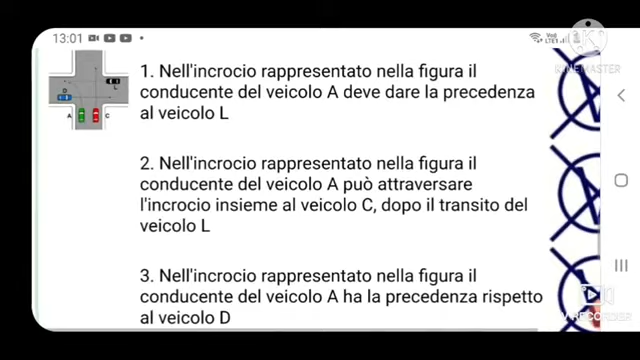 13:01
KINEMASTER
1. Nell'incrocio rappresentato nella figura il
conducente del veicolo A deve dare la precedenza
al veicolo L
D
L
A
C
2. Nell'incrocio rappresentato nella figura il
conducente del veicolo A può attraversare
l'incrocio insieme al veicolo C, dopo il transito del
veicolo L
3. Nell'incrocio rappresentato nella figura il
conducente del veicolo A ha la precedenza rispetto
al veicolo D